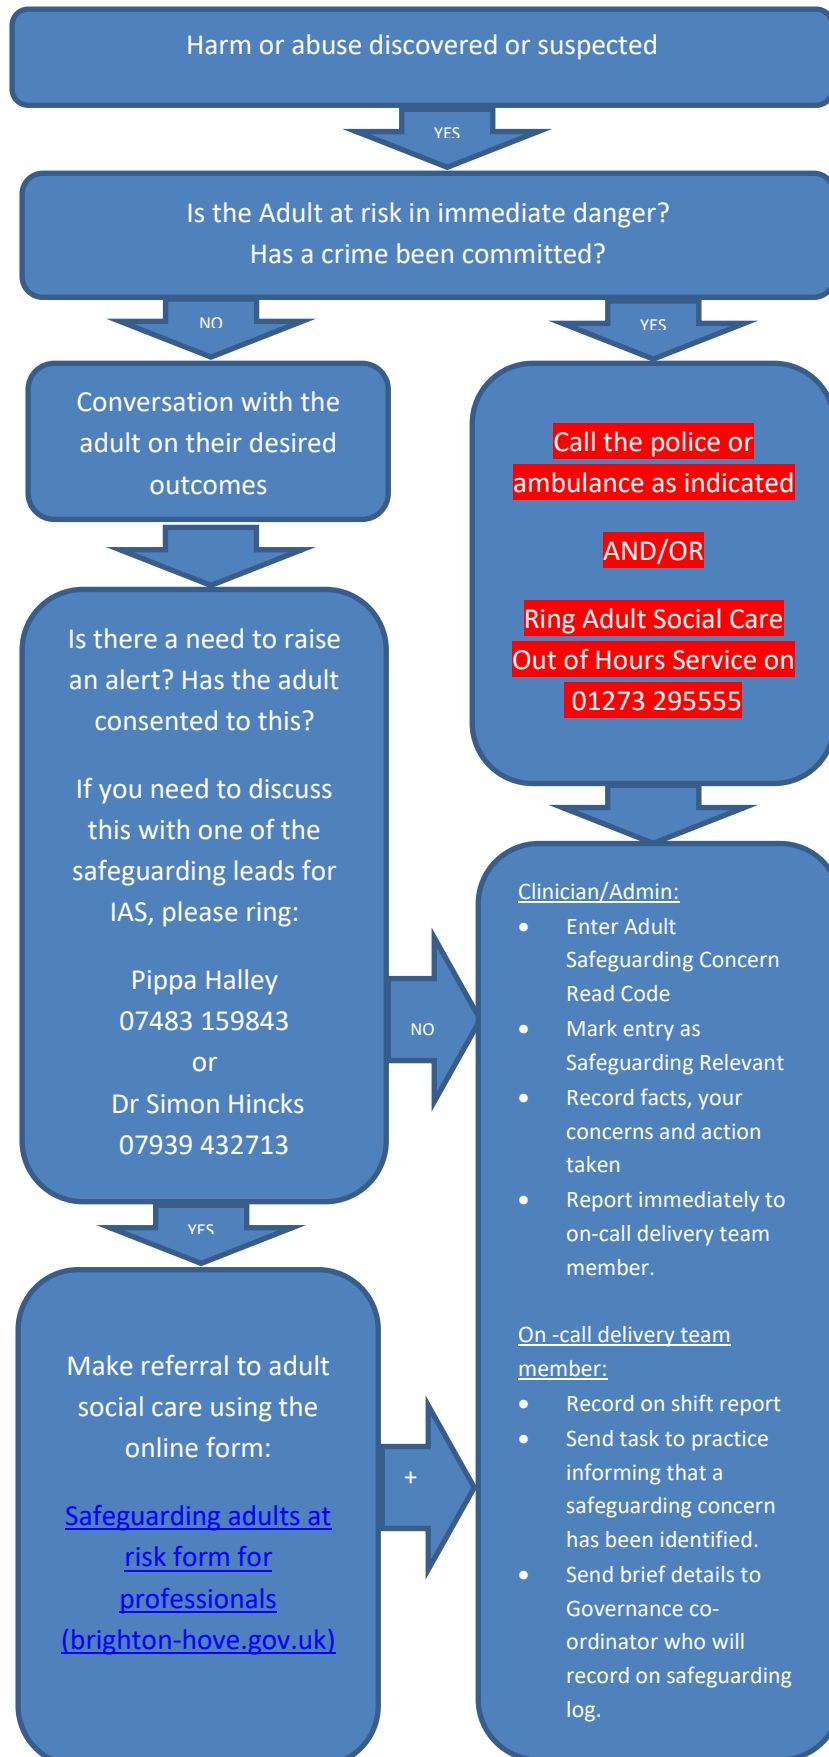 Harm or abuse discovered or suspected
YES
Is the Adult at risk in immediate danger?
Has a crime been committed?
NO
YES
Conversation with the
adult on their desired
outcomes
Call the police or
ambulance as indicated
AND/OR
Ring Adult Social Care
Out of Hours Service on
01273 295555
Is there a need to raise
an alert? Has the adult
consented to this?
If you need to discuss
this with one of the
safeguarding leads for
IAS, please ring:
Pippa Halley
07483 159843
or
Dr Simon Hincks
07939 432713
NO
YES
Make referral to adult
social care using the
online form:
Safeguarding adults at
risk form for
professionals
(brighton-hove.gov.uk)
+
Clinician/Admin:
• Enter Adult
Safeguarding Concern
Read Code
• Mark entry as
Safeguarding Relevant
• Record facts, your
concerns and action
taken
• Report immediately to
on-call delivery team
member.
On -call delivery team
member:
• Record on shift report
• Send task to practice
informing that a
safeguarding concern
has been identified.
• Send brief details to
Governance co-
ordinator who will
record on safeguarding
log.